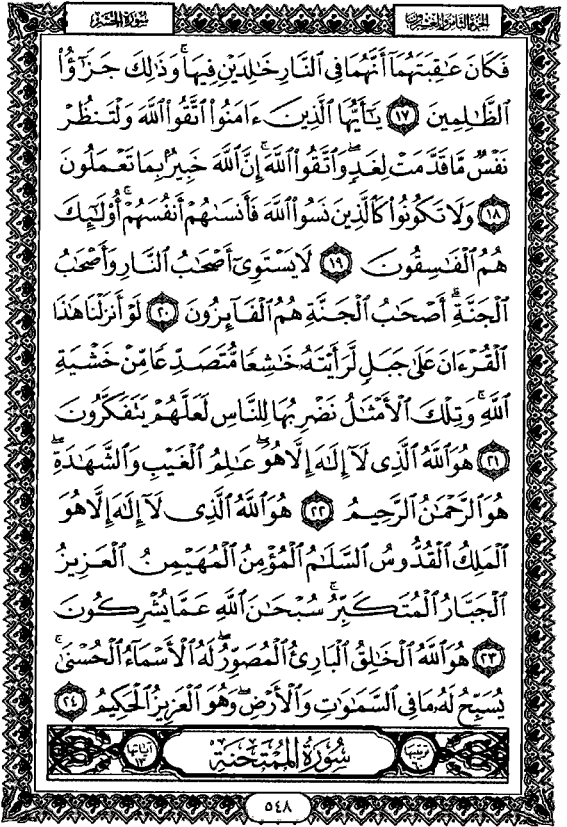 الجزء الثامن والعشرون سورة الحشر
فَكَانَ عَٰقِبَتَهُمَآ أَنَّهُمَا فِى ٱلنَّارِ خَٰلِدَيْنِ فِيهَا ۚ وَذَٰلِكَ جَزَٰٓؤُا۟
ٱلظَّٰلِمِينَ ١٧ يَٰٓأَيُّهَا ٱلَّذِينَ ءَامَنُوا۟ ٱتَّقُوا۟ ٱللَّهَ وَلْتَنظُرْ
نَفْسٌ مَّا قَدَّمَتْ لِغَدٍ ۖ وَٱتَّقُوا۟ ٱللَّهَ ۚ إِنَّ ٱللَّهَ خَبِيرٌۢ بِمَا تَعْمَلُونَ
١٨ وَلَا تَكُونُوا۟ كَٱلَّذِينَ نَسُوا۟ ٱللَّهَ فَأَنسَىٰهُمْ أَنفُسَهُمْ ۚ أُو۟لَٰٓئِكَ
هُمُ ٱلْفَٰسِقُونَ ١٩ لَا يَسْتَوِىٓ أَصْحَٰبُ ٱلنَّارِ وَأَصْحَٰبُ
ٱلْجَنَّةِ ۚ أَصْحَٰبُ ٱلْجَنَّةِ هُمُ ٱلْفَآئِزُونَ ٢٠ لَوْ أَنزَلْنَا هَٰذَا
ٱلْقُرْءَانَ عَلَىٰ جَبَلٍ لَّرَأَيْتَهُۥ خَٰشِعًا مُّتَصَدِّعًا مِّنْ خَشْيَةِ
ٱللَّهِ ۚ وَتِلْكَ ٱلْأَمْثَٰلُ نَضْرِبُهَا لِلنَّاسِ لَعَلَّهُمْ يَتَفَكَّرُونَ
٢١ هُوَ ٱللَّهُ ٱلَّذِى لَآ إِلَٰهَ إِلَّا هُوَ ۖ عَٰلِمُ ٱلْغَيْبِ وَٱلشَّهَٰدَةِ ۖ
هُوَ ٱلرَّحْمَٰنُ ٱلرَّحِيمُ ٢٢ هُوَ ٱللَّهُ ٱلَّذِى لَآ إِلَٰهَ إِلَّا هُوَ
ٱلْمَلِكُ ٱلْقُدُّوسُ ٱلسَّلَٰمُ ٱلْمُؤْمِنُ ٱلْمُهَيْمِنُ ٱلْعَزِيزُ
ٱلْجَبَّارُ ٱلْمُتَكَبِّرُ ۚ سُبْحَٰنَ ٱللَّهِ عَمَّا يُشْرِكُونَ
٢٣ هُوَ ٱللَّهُ ٱلْخَٰلِقُ ٱلْبَارِئُ ٱلْمُصَوِّرُ ۖ لَهُ ٱلْأَسْمَآءُ ٱلْحُسْنَىٰ ۚ
يُسَبِّحُ لَهُۥ مَا فِى ٱلسَّمَٰوَٰتِ وَٱلْأَرْضِ ۖ وَهُوَ ٱلْعَزِيزُ ٱلْحَكِيمُ ٢٤
ترتيبها سُورَةُ المُمْتَحنَةِ آياتها ١٣
٥٤٨